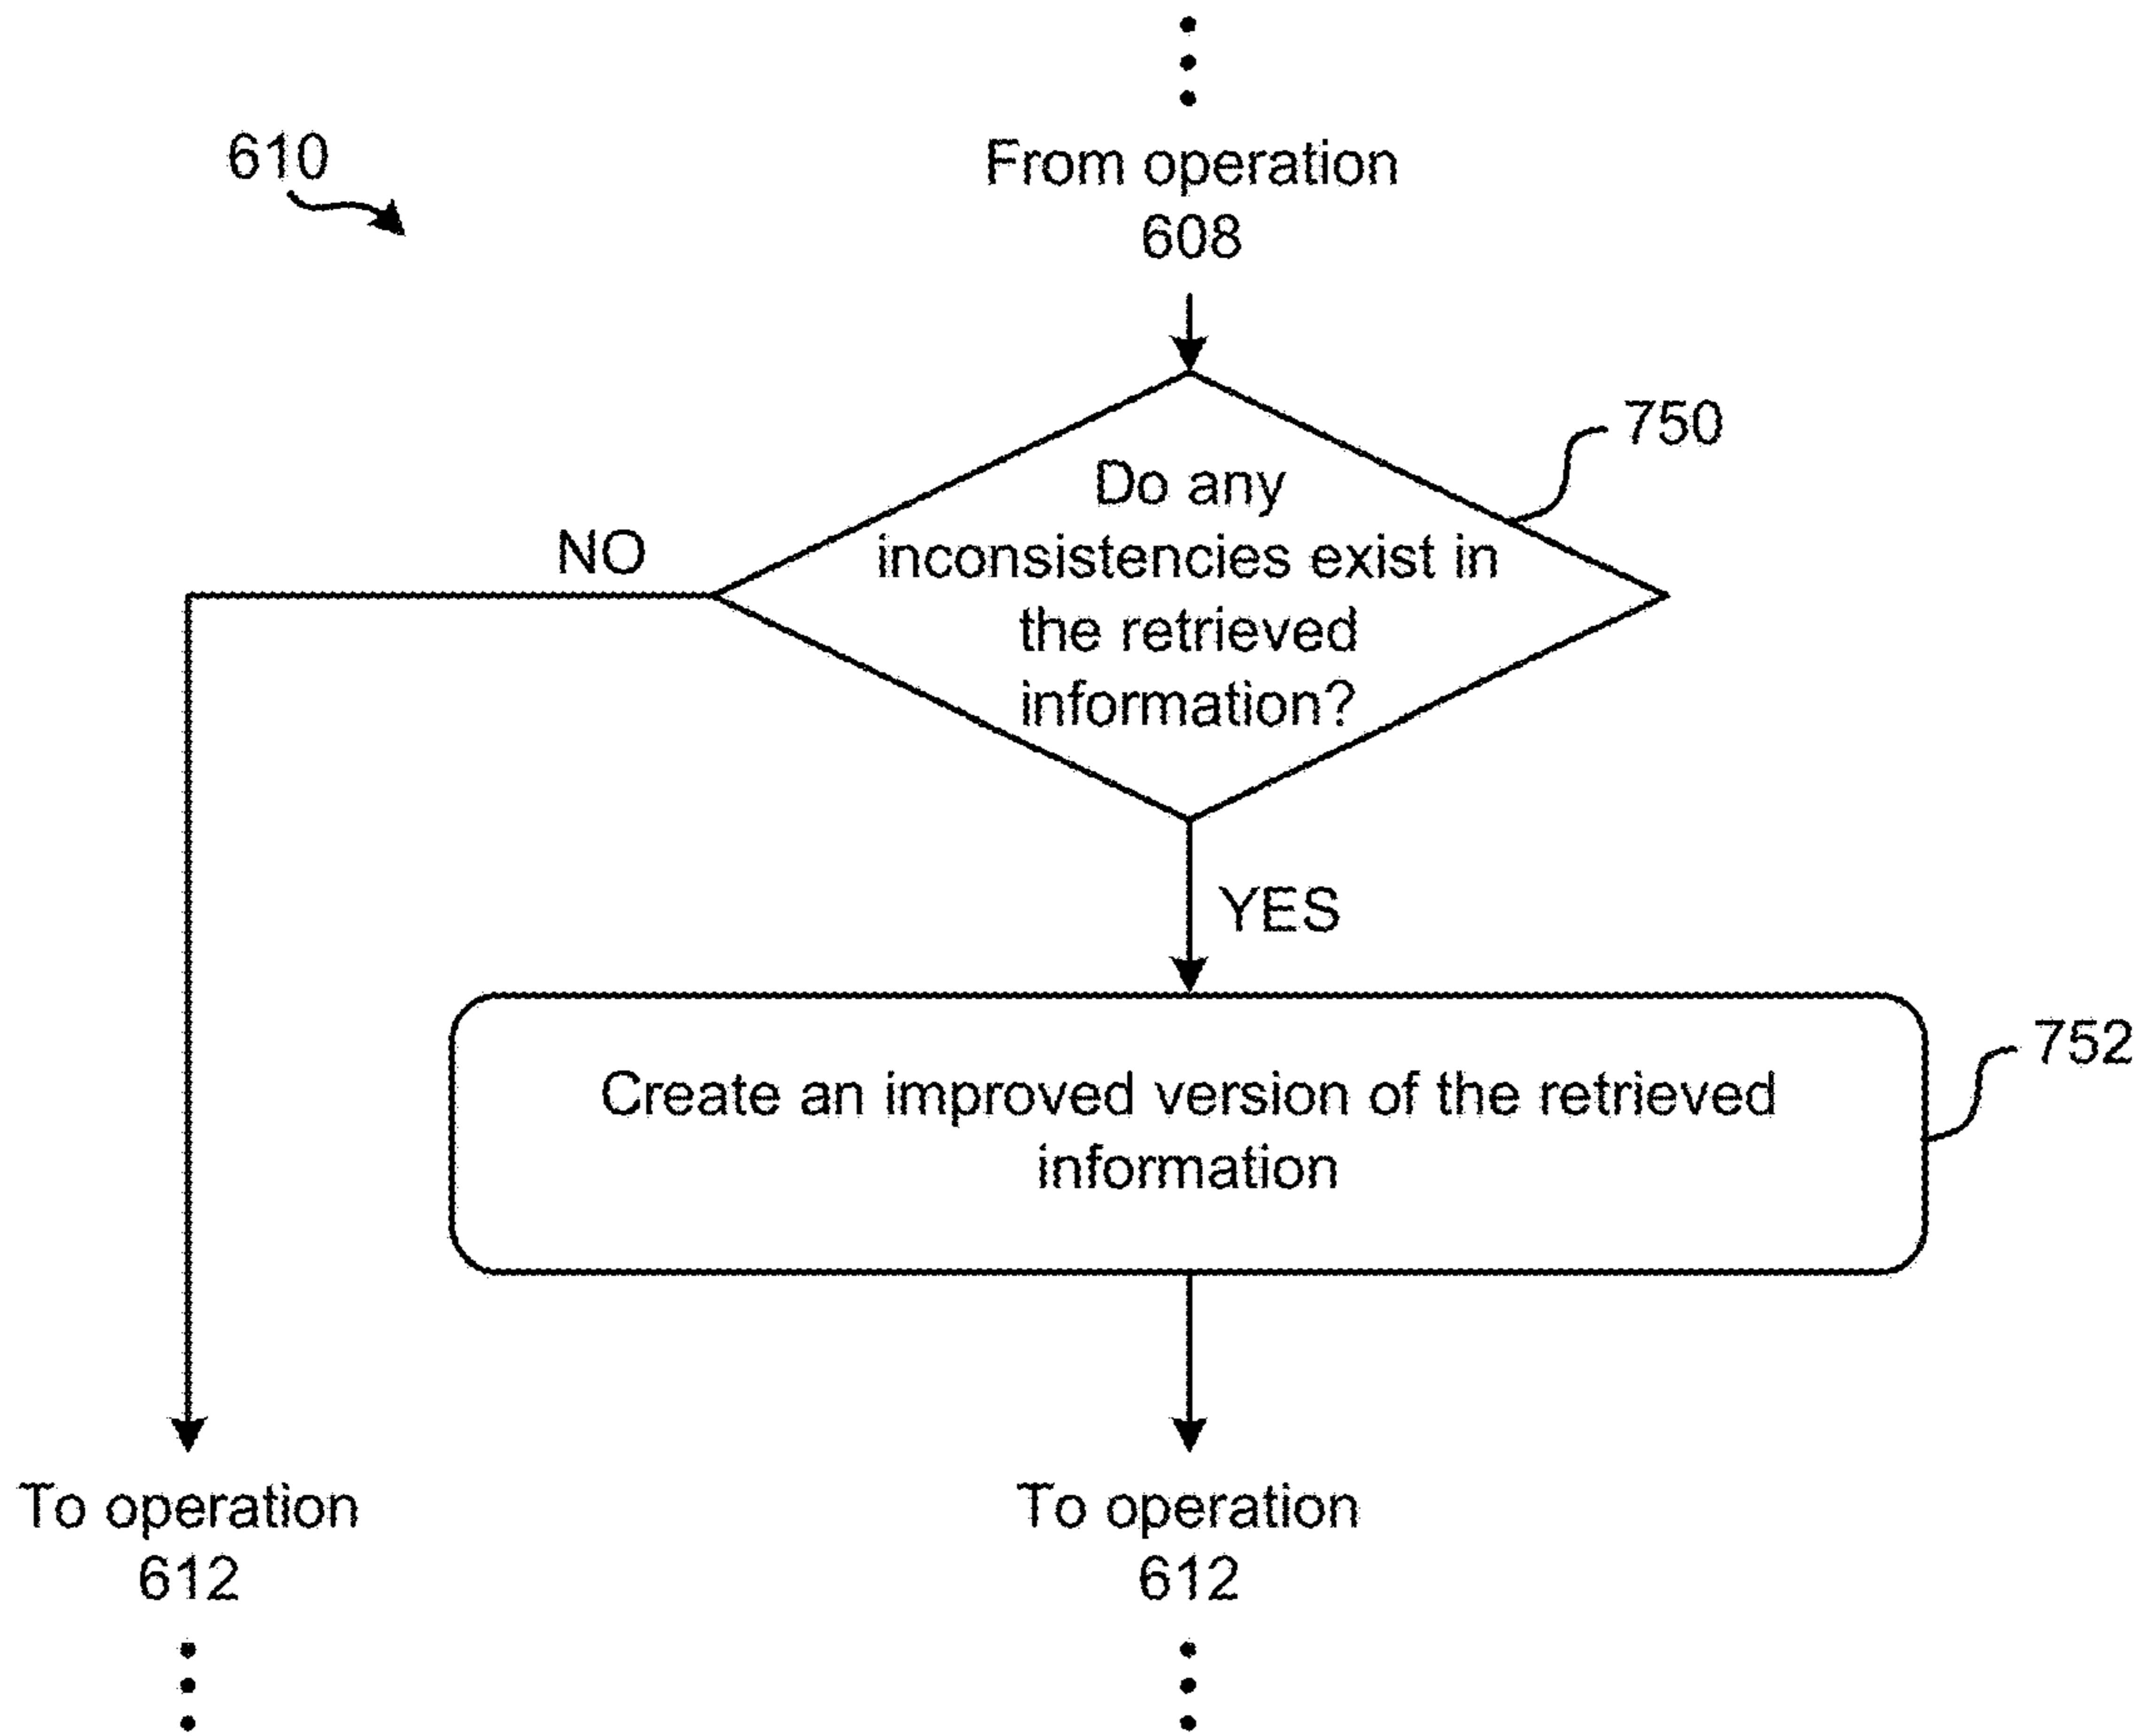 610
From operation
608
750
Do any
inconsistencies exist in
the retrieved
information?
NO
YES
752
Create an improved version of the retrieved
information
To operation
612
To operation
612